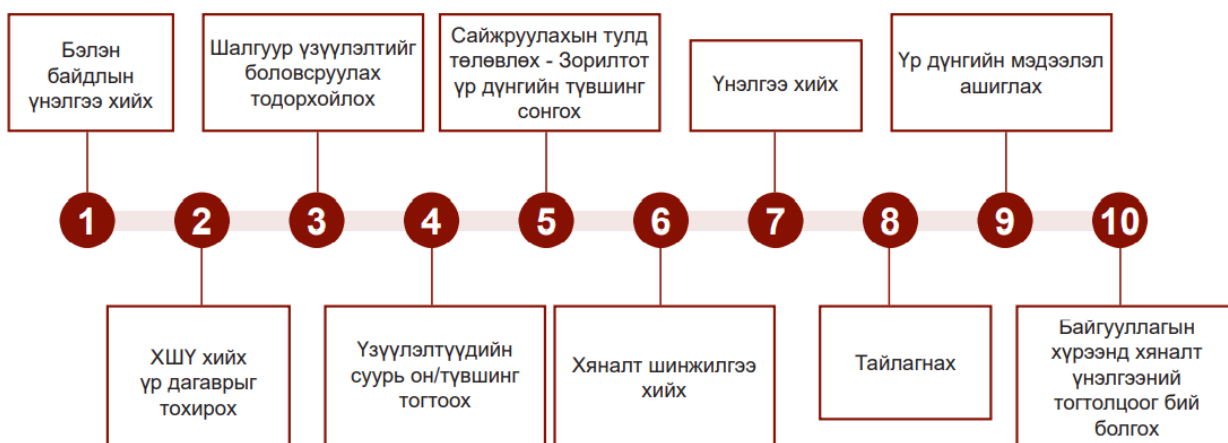 Бэлэн
байдлын
үнэлгээ хийх
Шалгуур үзүүлэлтийг
боловсруулах
тодорхойлох
Сайжруулахын тулд
төлөвлөх - Зорилтот
үр дүнгийн түвшинг
сонгох
Үнэлгээ хийх
Үр дүнгийн мэдээлэл
ашиглах
1 2 3 4 5 6 7 8 9 10
ХШҮ хийх
үр дагаврыг
тохирох
Үзүүлэлтүүдийн
суурь он/түвшинг
тогтоох
Хяналт шинжилгээ
хийх
Тайлагнах
Байгууллагын
хүрээнд хяналт
үнэлгээний
тогтолцоог бий
болгох